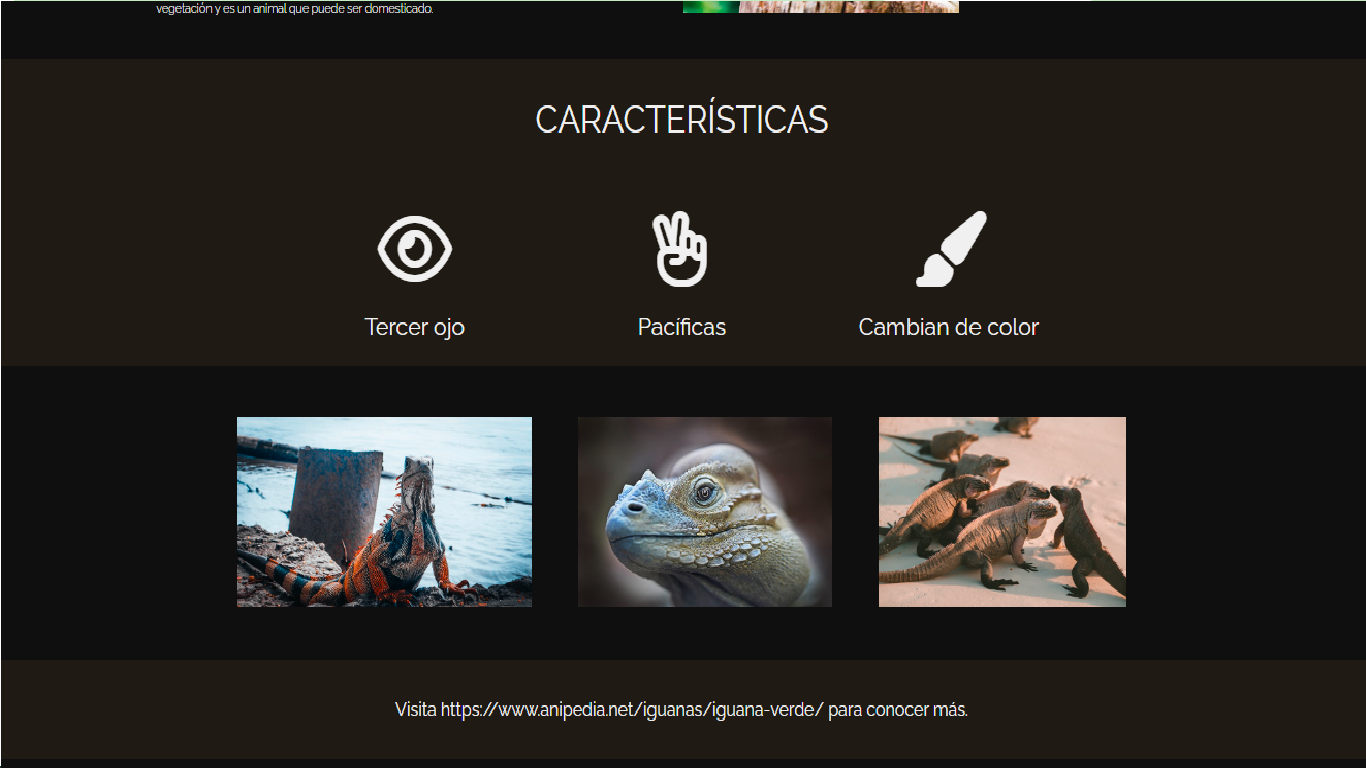 vegetación y es un animal que puede ser domesticado.
CARACTERÍSTICAS
Tercer ojo
Pacíficas
Cambian de color
Visita https://www.anipedia.net/iguanas/iguana-verde/ para conocer más.